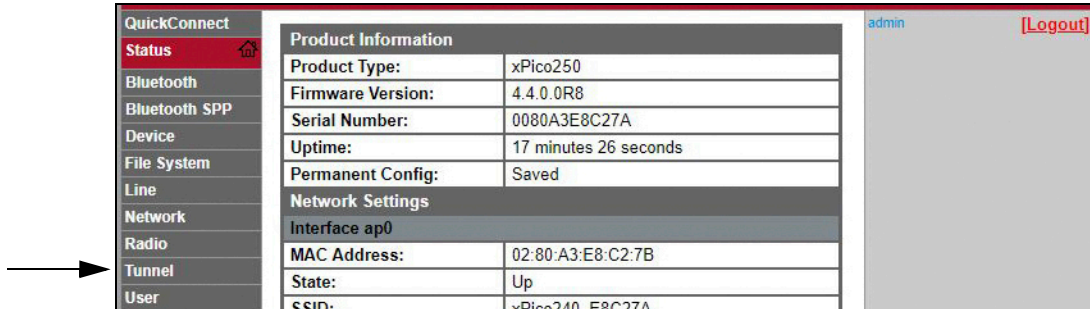 QuickConnect
Status
Bluetooth
Bluetooth SPP
Device
File System
Line
Network
Radio
Tunnel
User
Product Information
Product Type: xPico250
Firmware Version: 4.4.0.0R8
Serial Number: 0080A3E8C27A
Uptime: 17 minutes 26 seconds
Permanent Config: Saved
Network Settings
Interface ap0
MAC Address: 02:80:A3:E8:C2:7B
State: Up
SSID: xPico240_E8C27A
admin [Logout]